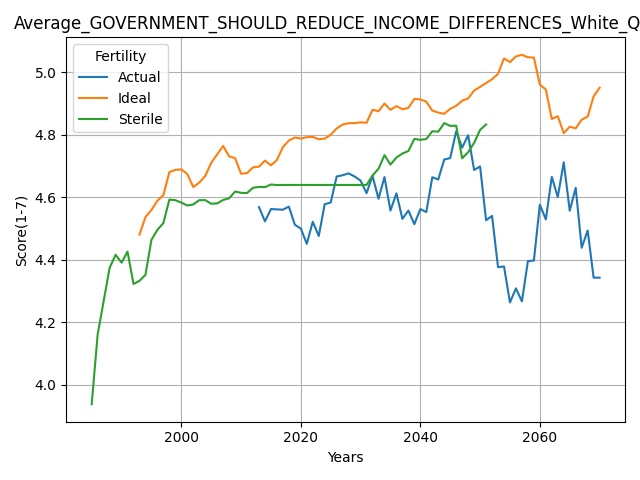 Average_GOVERNMENT_SHOULD_REDUCE_INCOME_DIFFERENCES_White_Q
Fertility
Actual
Ideal
Sterile
Score(1-7)
5.0
4.8
4.6
4.4
4.2
4.0
2000 2020 2040 2060
Years